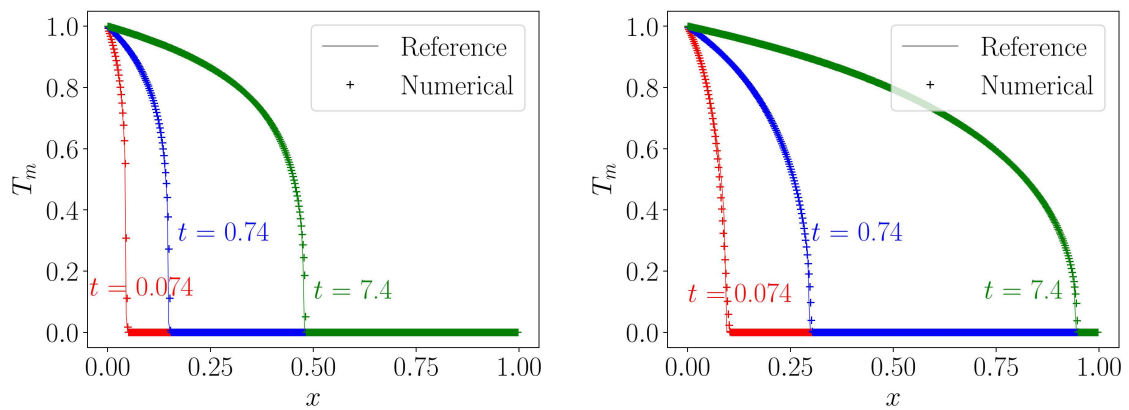 1.0
0.8
0.6
0.4
0.2
0.0
T_m
Reference
Numerical
t = 0.074
t = 0.74
t = 7.4
0.00 0.25 0.50 0.75 1.00
x
1.0
0.8
0.6
0.4
0.2
0.0
T_m
Reference
Numerical
t = 0.074
t = 0.74
t = 7.4
0.00 0.25 0.50 0.75 1.00
x